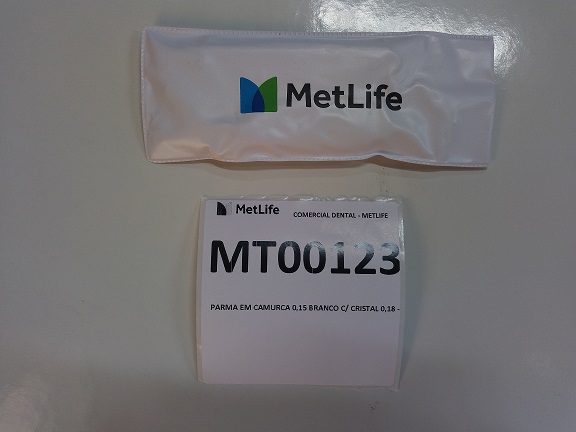 MetLife
MetLife COMERCIAL DENTAL - METLIFE
MT00123
PARMA EM CAMURCA 0,15 BRANCO C/ CRISTAL 0,18 -